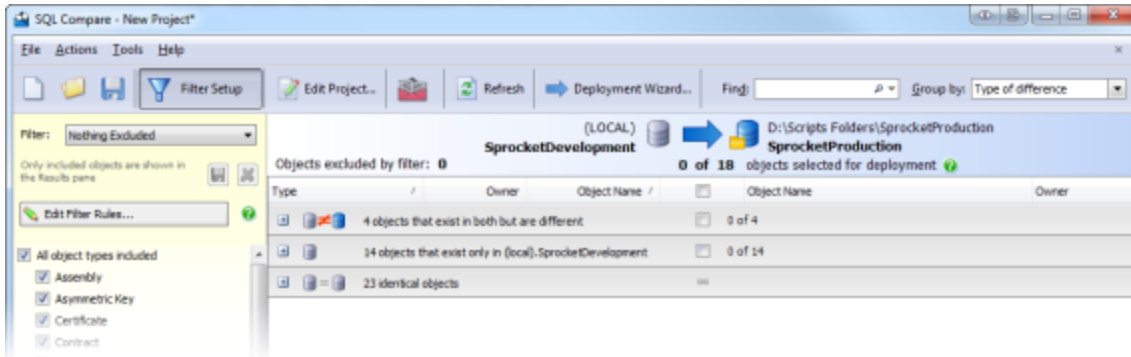 SQL Compare - New Project*
File Actions Tools Help
Filter Setup Edit Project... Refresh Deployment Wizard... Find: Group by: Type of difference
Filter: Nothing Excluded
Only included objects are shown in
the Results pane
Edit Filter Rules...
All object types included
Assembly
Asymmetric Key
Certificate
Contract
(LOCAL)
SprocketDevelopment
D:\Scripts Folders\SprocketProduction
SprocketProduction
Objects excluded by filter: 0
0 of 18 objects selected for deployment
Type Owner Object Name Object Name Owner
4 objects that exist in both but are different 0 of 4
14 objects that exist only in (local).SprocketDevelopment 0 of 14
23 identical objects